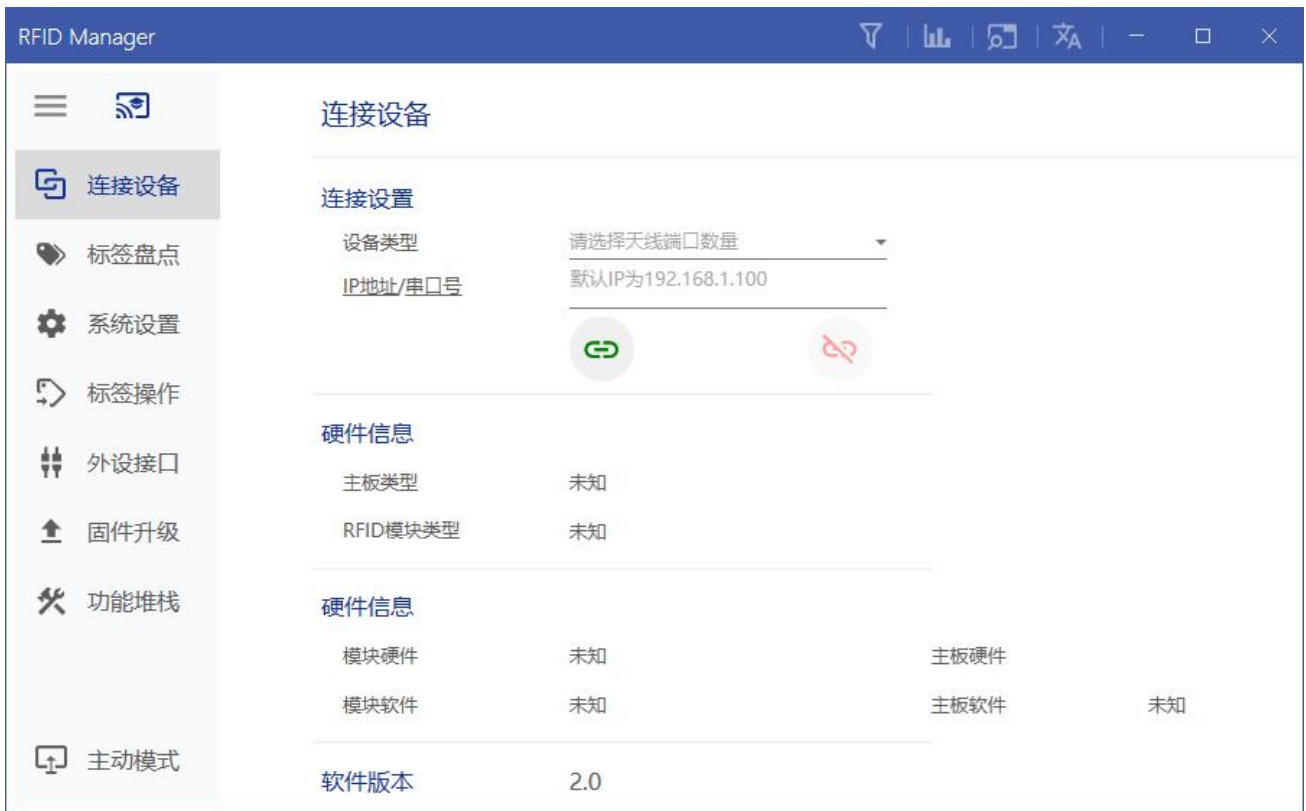 RFID Manager
连接设备
标签盘点
系统设置
标签操作
外设接口
固件升级
功能堆栈
主动模式
连接设备
连接设置
设备类型 请选择天线端口数量
IP地址/串口号 默认IP为192.168.1.100
硬件信息
主板类型 未知
RFID模块类型 未知
硬件信息
模块硬件 未知 主板硬件
模块软件 未知 主板软件 未知
软件版本 2.0